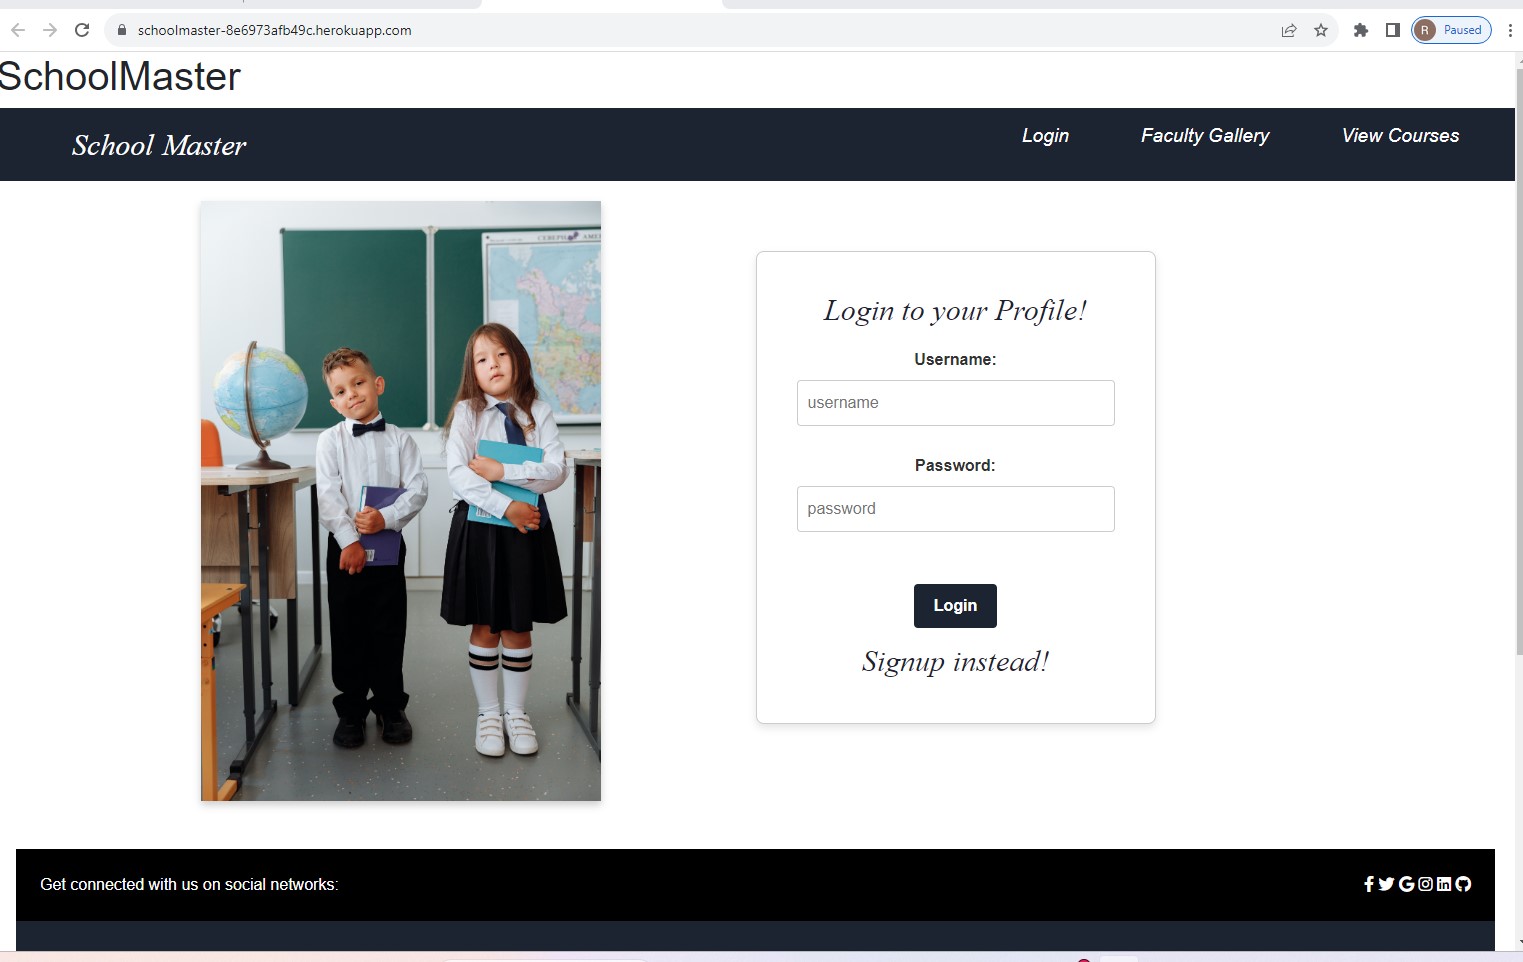 schoolmaster-8e6973afb49c.herokuapp.com
R Paused
SchoolMaster
School Master
Login Faculty Gallery View Courses
Login to your Profile!
Username:
username
Password:
password
Login
Signup instead!
Get connected with us on social networks: